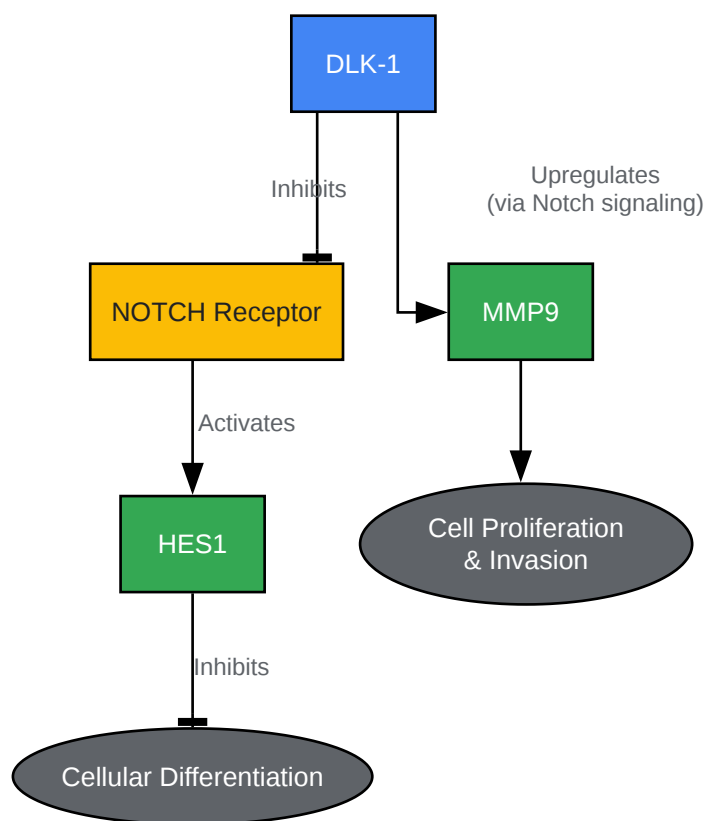 DLK-1
Inhibits
Upregulates
(via Notch signaling)
NOTCH Receptor
MMP9
Activates
Cell Proliferation
& Invasion
HES1
Inhibits
Cellular Differentiation